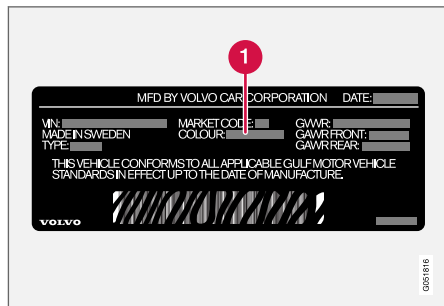 1
MFD BY VOLVO CAR CORPORATION DATE:
VIN: MARKET CODE: GVWR:
MADE IN SWEDEN COLOUR: GAWR FRONT:
TYPE: GAWR REAR:
THIS VEHICLE CONFORMS TO ALL APPLICABLE GULF MOTOR VEHICLE
STANDARDS IN EFFECT UP TO THE DATE OF MANUFACTURE.
VOLVO
G051816